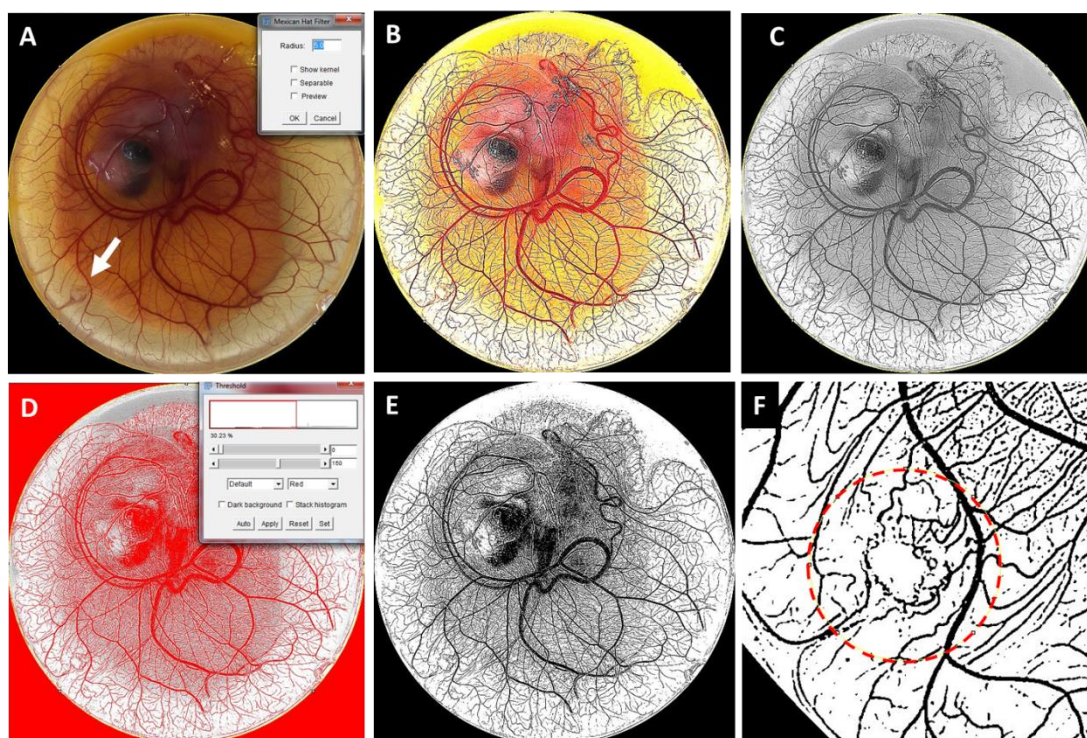 A
Mexican Hat Filter
Radius:
Show kernel
Separable
Preview
OK Cancel
B
C
D
Threshold
30.23 %
0
160
Default Red
Dark background Stack histogram
Auto Apply Reset Set
E
F